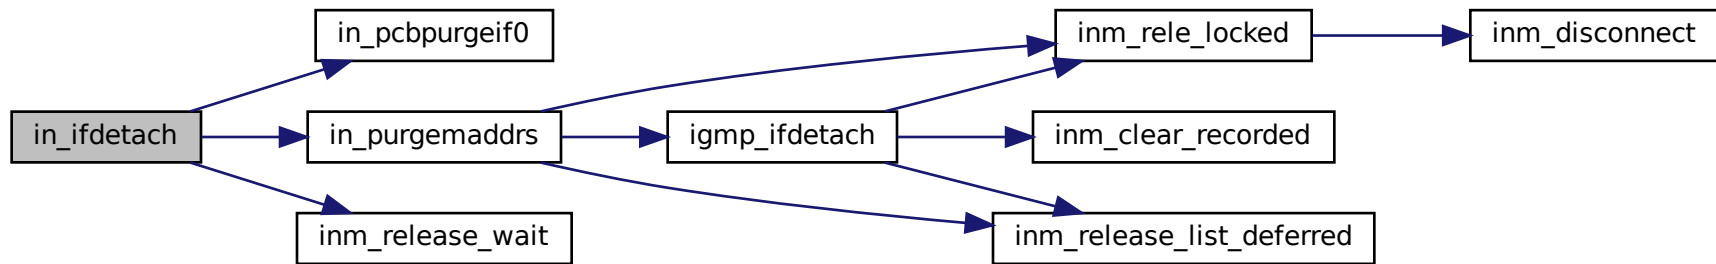 in_pcbpurgeif0
inm_rele_locked
inm_disconnect
in_ifdetach
in_purgemaddrs
igmp_ifdetach
inm_clear_recorded
inm_release_wait
inm_release_list_deferred